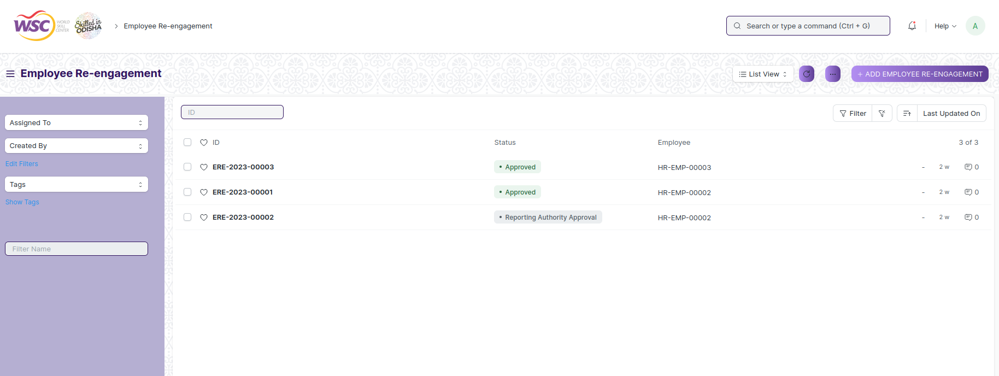 WSC WORLD SKILL CENTER
Skilled in ODISHA
Employee Re-engagement
Search or type a command (Ctrl + G)
Help
A
Employee Re-engagement
List View
+ ADD EMPLOYEE RE-ENGAGEMENT
Assigned To
Created By
Edit Filters
Tags
Show Tags
Filter Name
ID
Filter
Last Updated On
ID Status Employee 3 of 3
ERE-2023-00003 • Approved HR-EMP-00003 - 2 w 0
ERE-2023-00001 • Approved HR-EMP-00002 - 2 w 0
ERE-2023-00002 • Reporting Authority Approval HR-EMP-00002 - 2 w 0